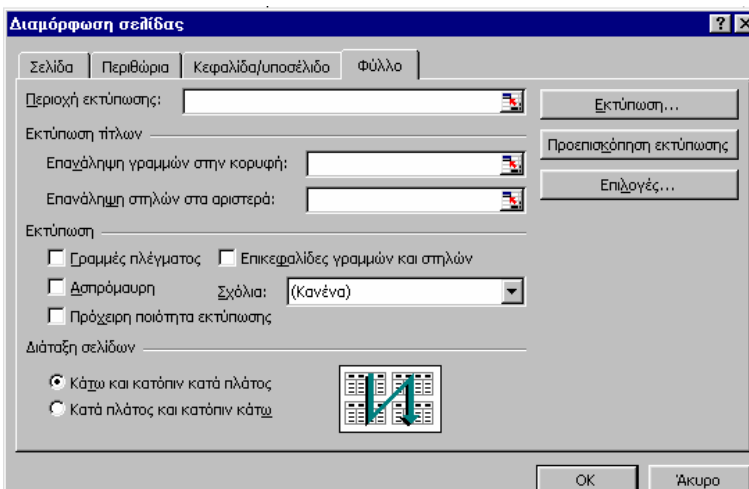 Διαμόρφωση σελίδας
Σελίδα Περιθώρια Κεφαλίδα/υποσέλιδο Φύλλο
Περιοχή εκτύπωσης: Εκτύπωση...
Εκτύπωση τίτλων Προεπισκόπηση εκτύπωσης
Επανάληψη γραμμών στην κορυφή: Επιλογές...
Επανάληψη στηλών στα αριστερά:
Εκτύπωση
Γραμμές πλέγματος Επικεφαλίδες γραμμών και στηλών
Ασπρόμαυρη Σχόλια: (Κανένα)
Πρόχειρη ποιότητα εκτύπωσης
Διάταξη σελίδων
Κάτω και κατόπιν κατά πλάτος
Κατά πλάτος και κατόπιν κάτω
OK Άκυρο